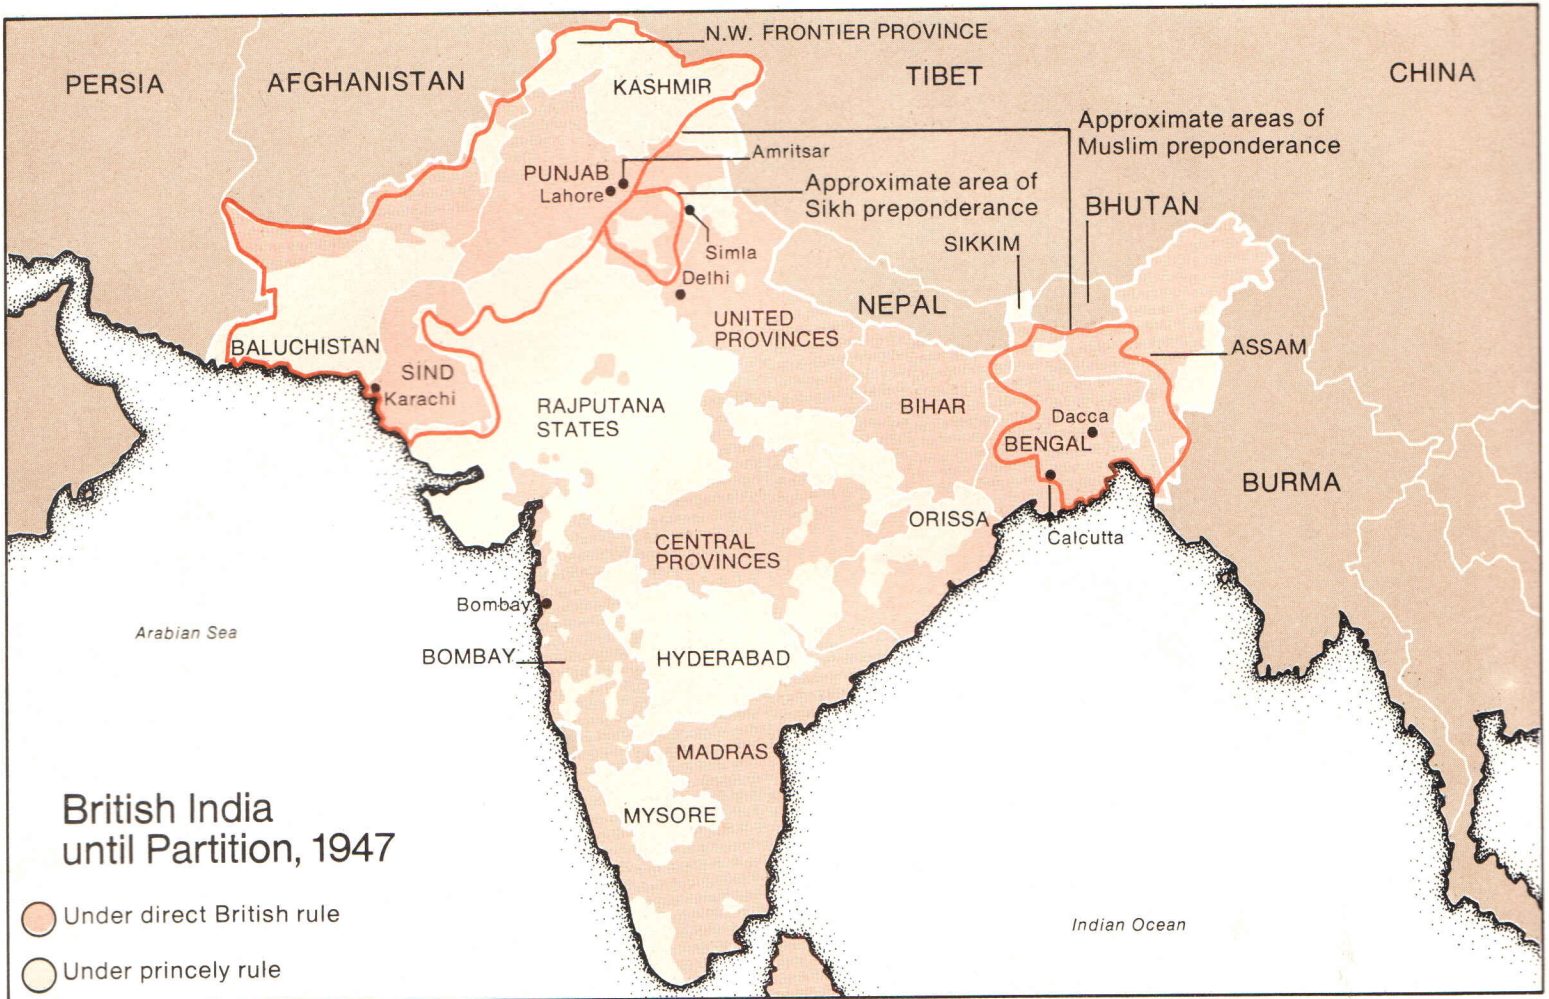 N.W. FRONTIER PROVINCE
PERSIA
AFGHANISTAN
KASHMIR
TIBET
CHINA
Approximate areas of
Muslim preponderance
Amritsar
PUNJAB
Lahore
Approximate area of
Sikh preponderance
BHUTAN
SIKKIM
Simla
Delhi
NEPAL
UNITED
PROVINCES
BALUCHISTAN
ASSAM
SIND
Karachi
RAJPUTANA
STATES
BIHAR
Dacca
BENGAL
BURMA
ORISSA
Calcutta
CENTRAL
PROVINCES
Bombay
Arabian Sea
BOMBAY
HYDERABAD
MADRAS
MYSORE
British India
until Partition, 1947
Under direct British rule
Under princely rule
Indian Ocean